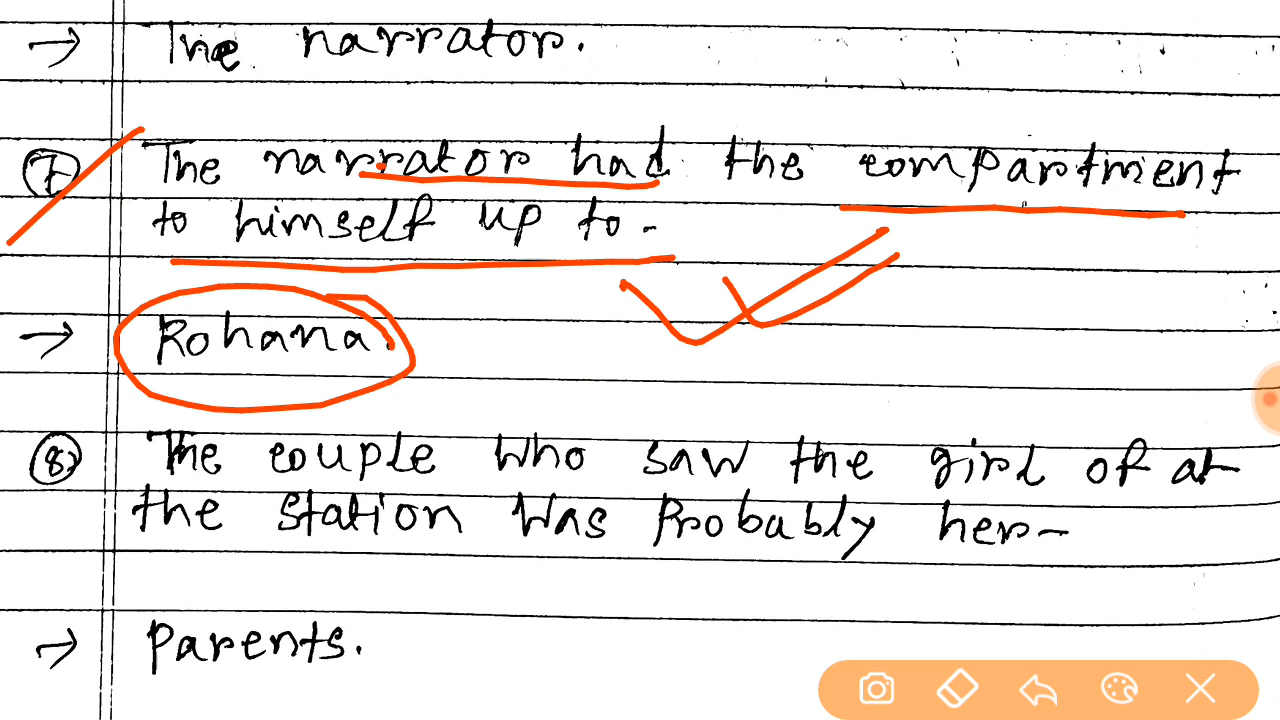 → The narrator.
⑦ The narrator had the compartment
to himself up to -
→ Rohana.
⑧ The couple who saw the girl of at
the station was Probably her-
→ Parents.